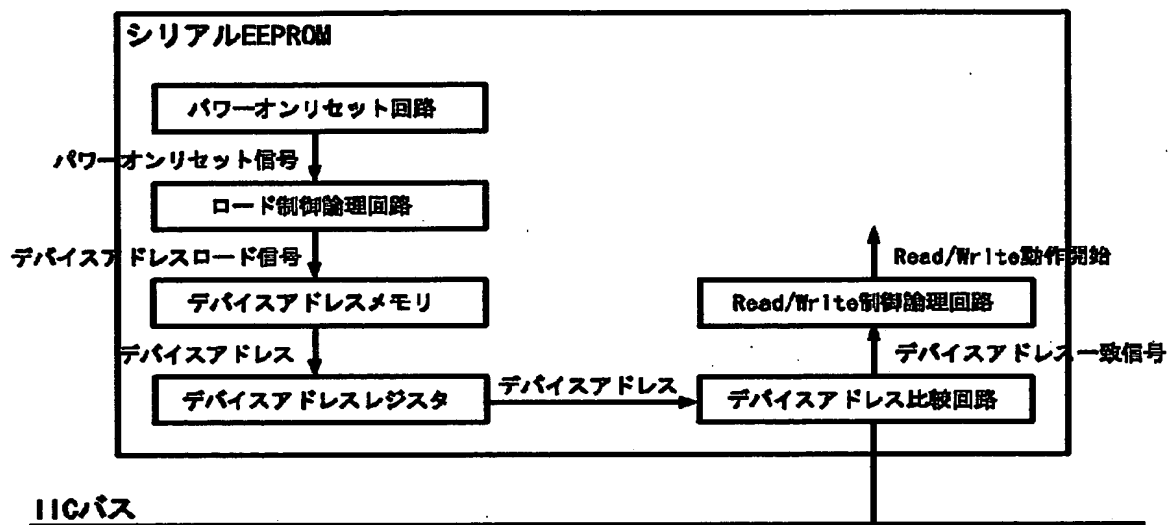 シリアルEEPROM
パワーオンリセット回路
パワーオンリセット信号
ロード制御論理回路
デバイスアドレスロード信号
Read/Write動作開始
デバイスアドレスメモリ
Read/Write制御論理回路
デバイスアドレス
デバイスアドレス一致信号
デバイスアドレスレジスタ
デバイスアドレス
デバイスアドレス比較回路
IICバス